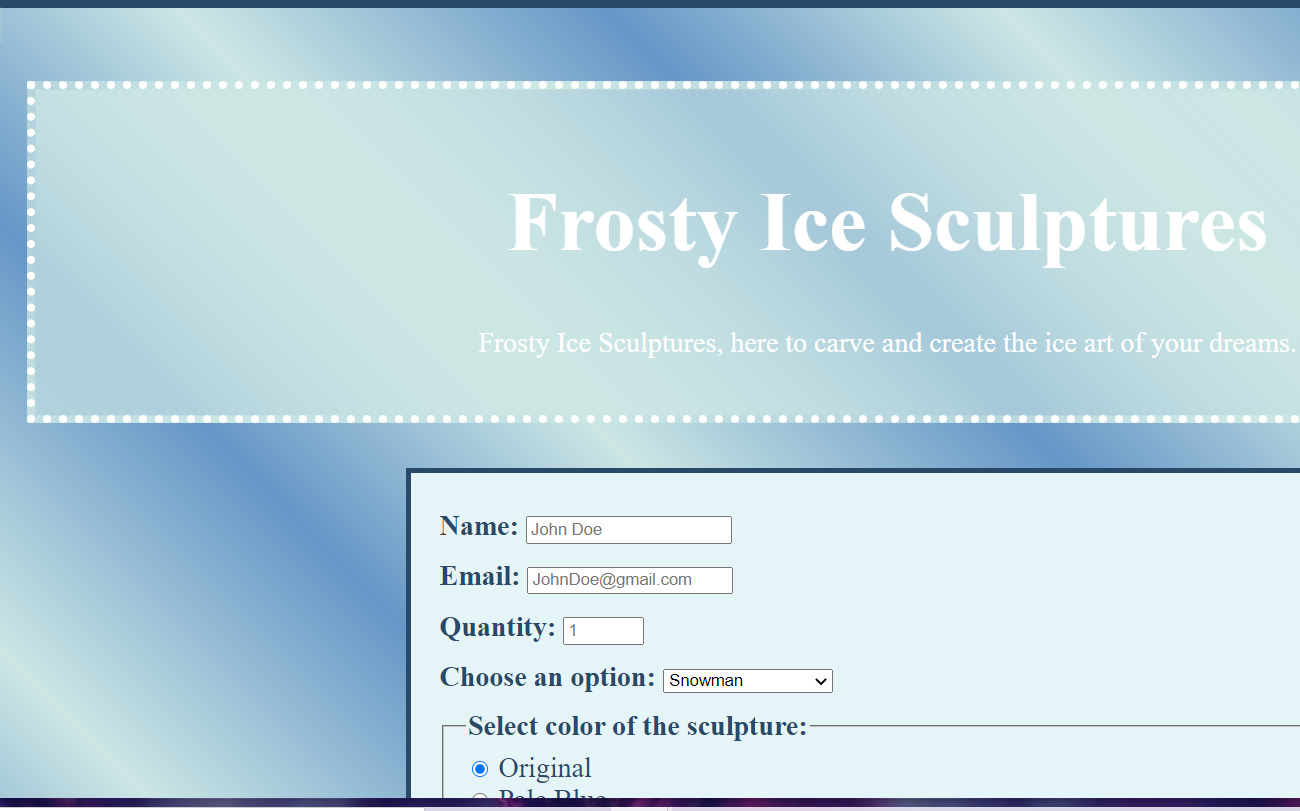 Frosty Ice Sculptures
Frosty Ice Sculptures, here to carve and create the ice art of your dreams.
Name: John Doe
Email: JohnDoe@gmail.com
Quantity: 1
Choose an option: Snowman
Select color of the sculpture:
Original
Pale Blue